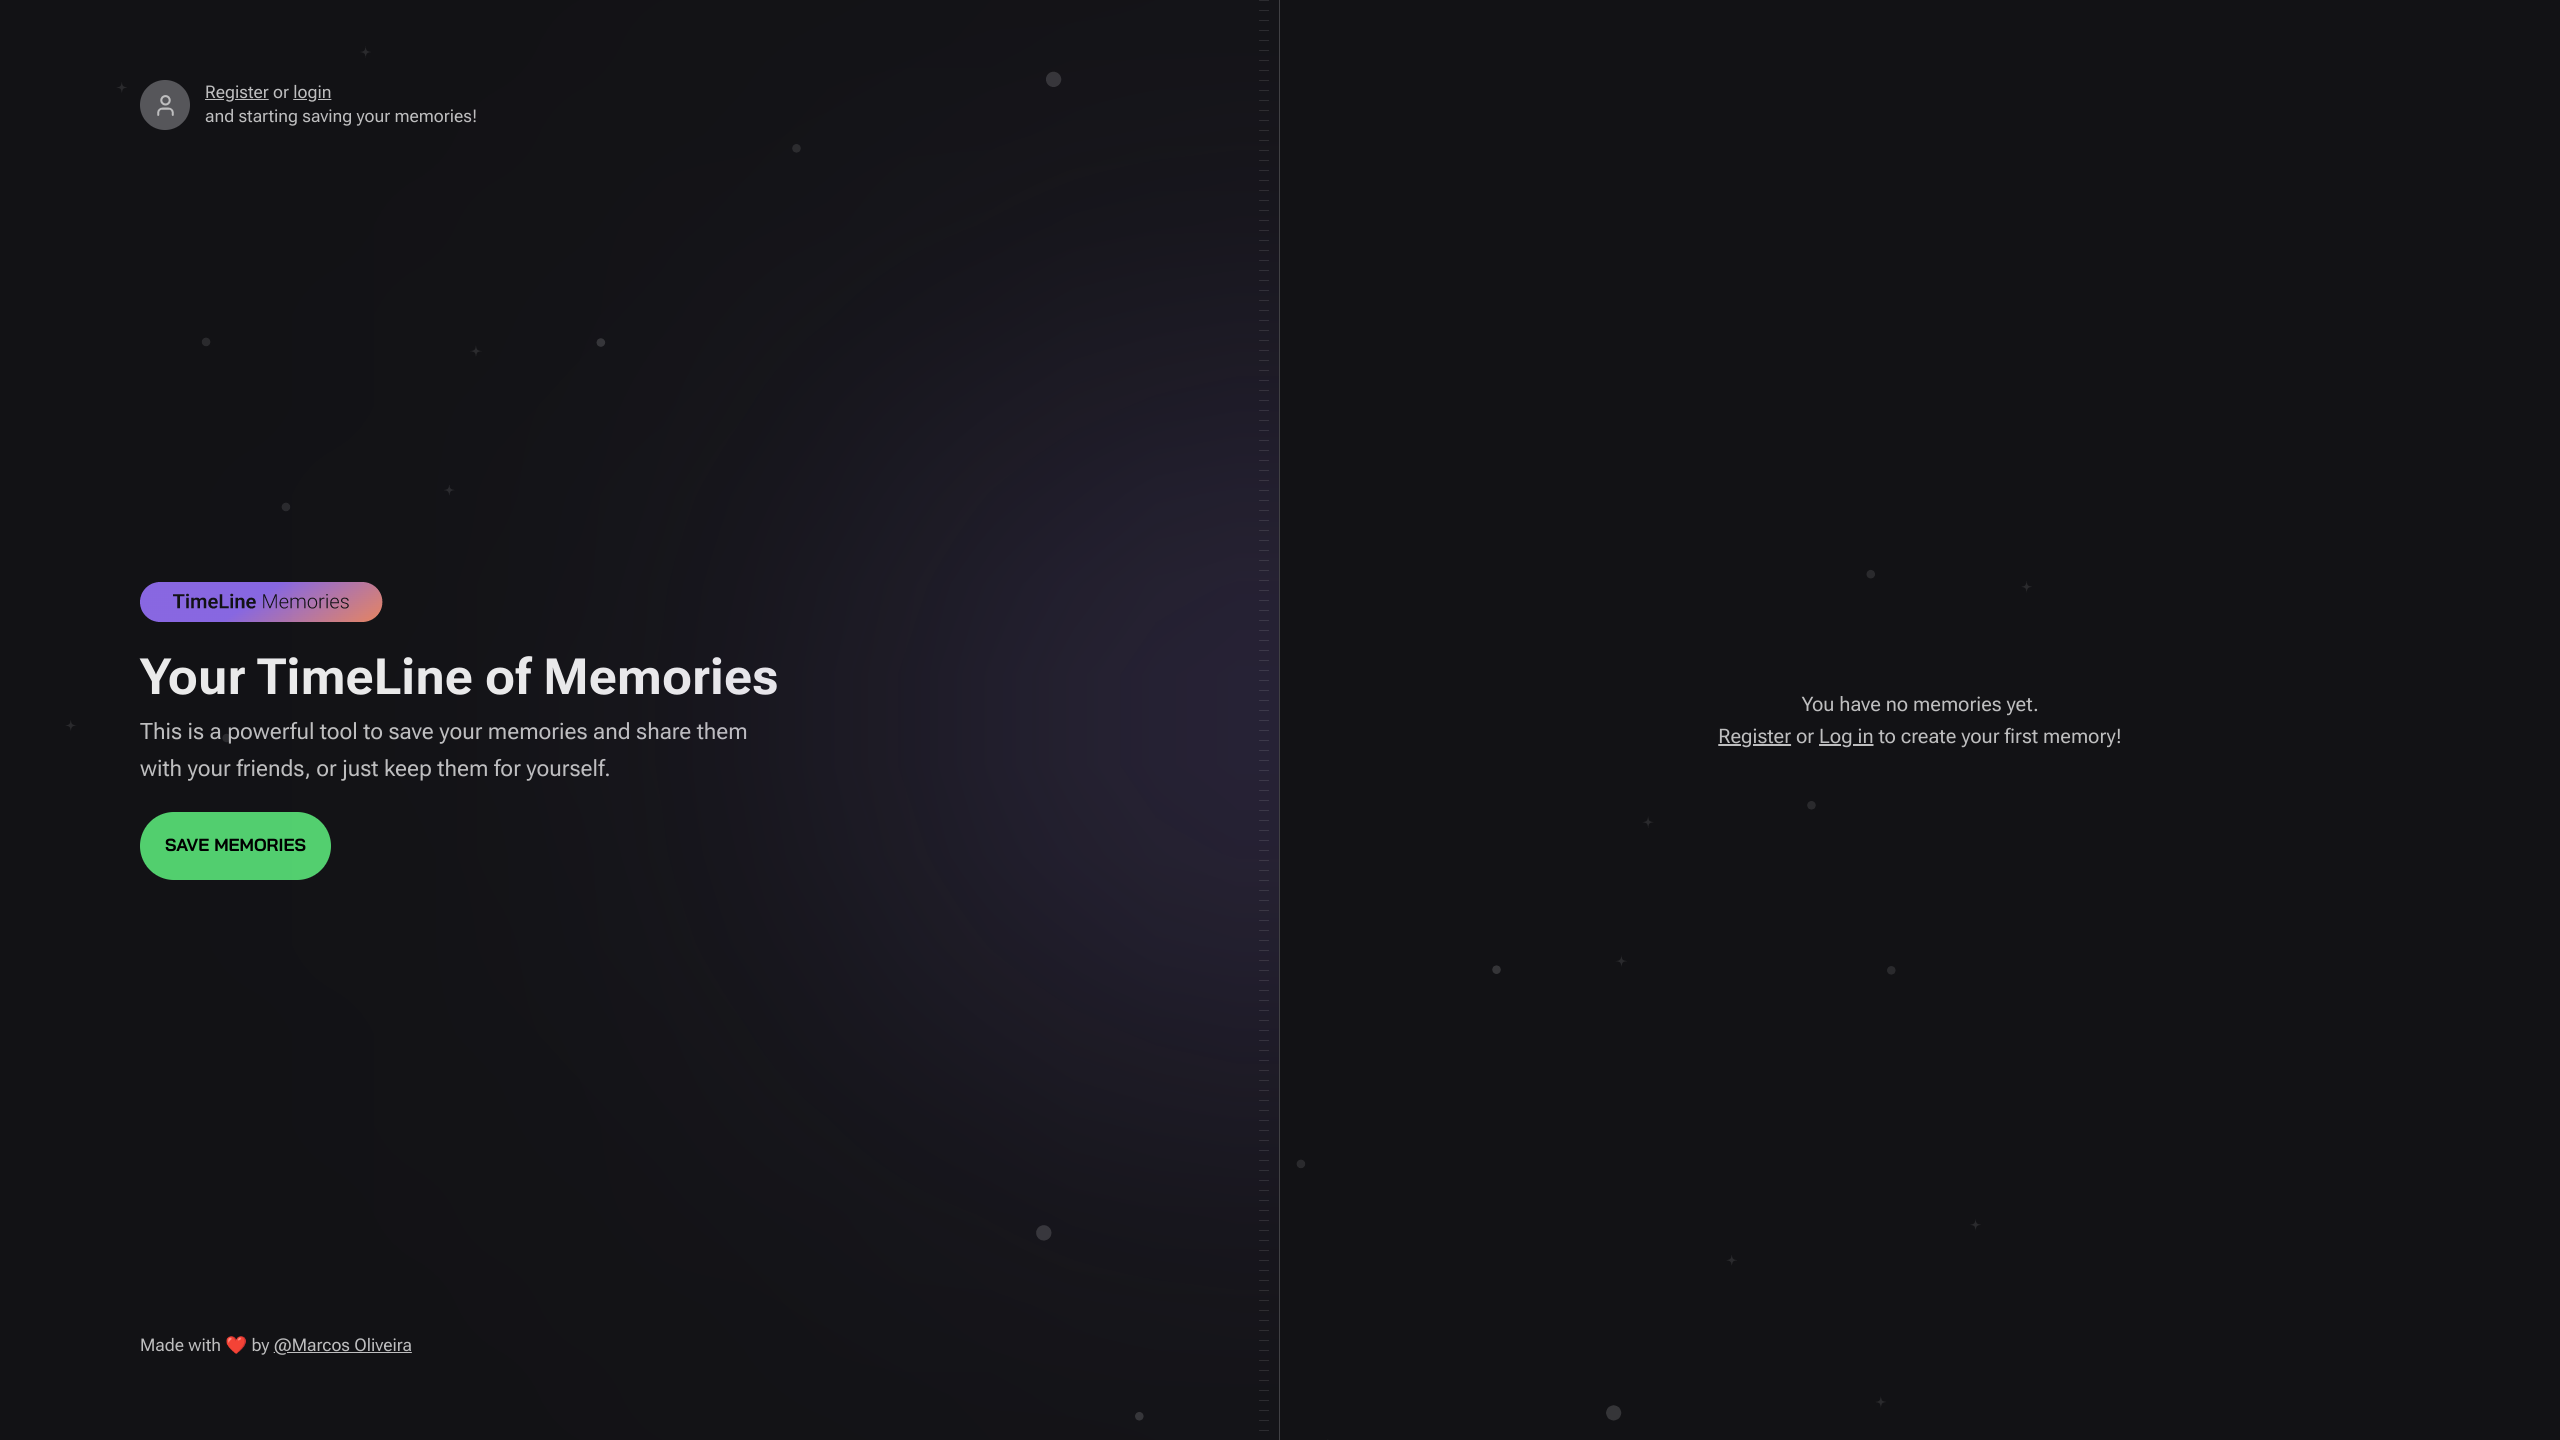 Register or login
and starting saving your memories!
TimeLine Memories
Your TimeLine of Memories
This is a powerful tool to save your memories and share them
with your friends, or just keep them for yourself.
SAVE MEMORIES
Made with ❤️ by @Marcos Oliveira
You have no memories yet.
Register or Log in to create your first memory!